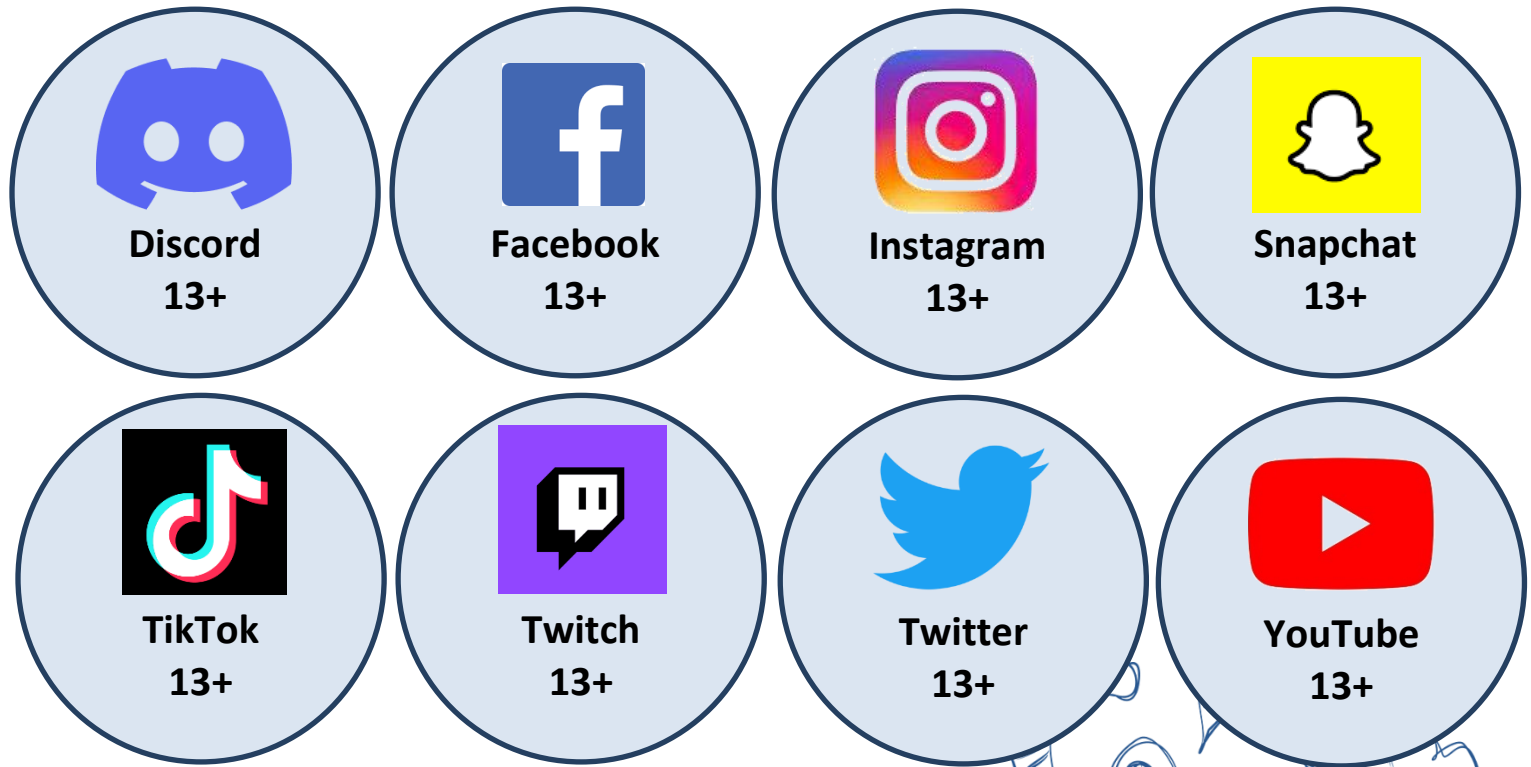 Discord
13+
Facebook
13+
Instagram
13+
Snapchat
13+
TikTok
13+
Twitch
13+
Twitter
13+
YouTube
13+